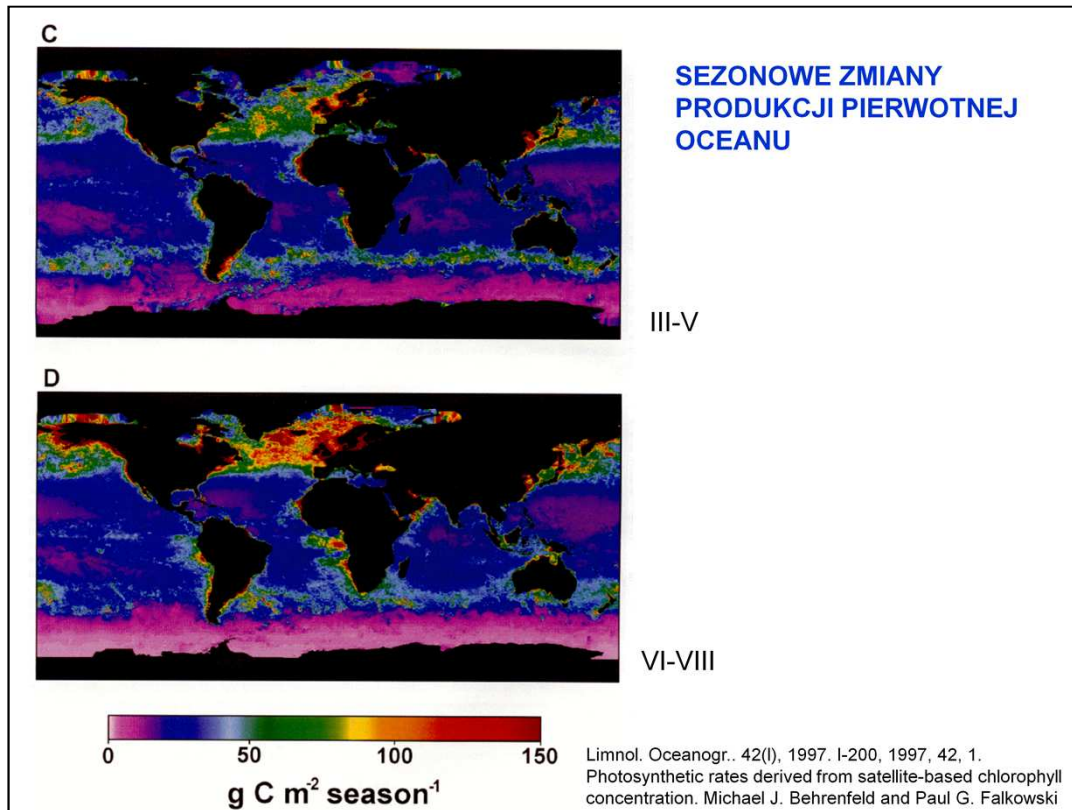 C
SEZONOWE ZMIANY
PRODUKCJI PIERWOTNEJ
OCEANU
III-V
D
VI-VIII
0 50 100 150
g C m⁻² season⁻¹
Limnol. Oceanogr.. 42(I), 1997. I-200, 1997, 42, 1.
Photosynthetic rates derived from satellite-based chlorophyll
concentration. Michael J. Behrenfeld and Paul G. Falkowski